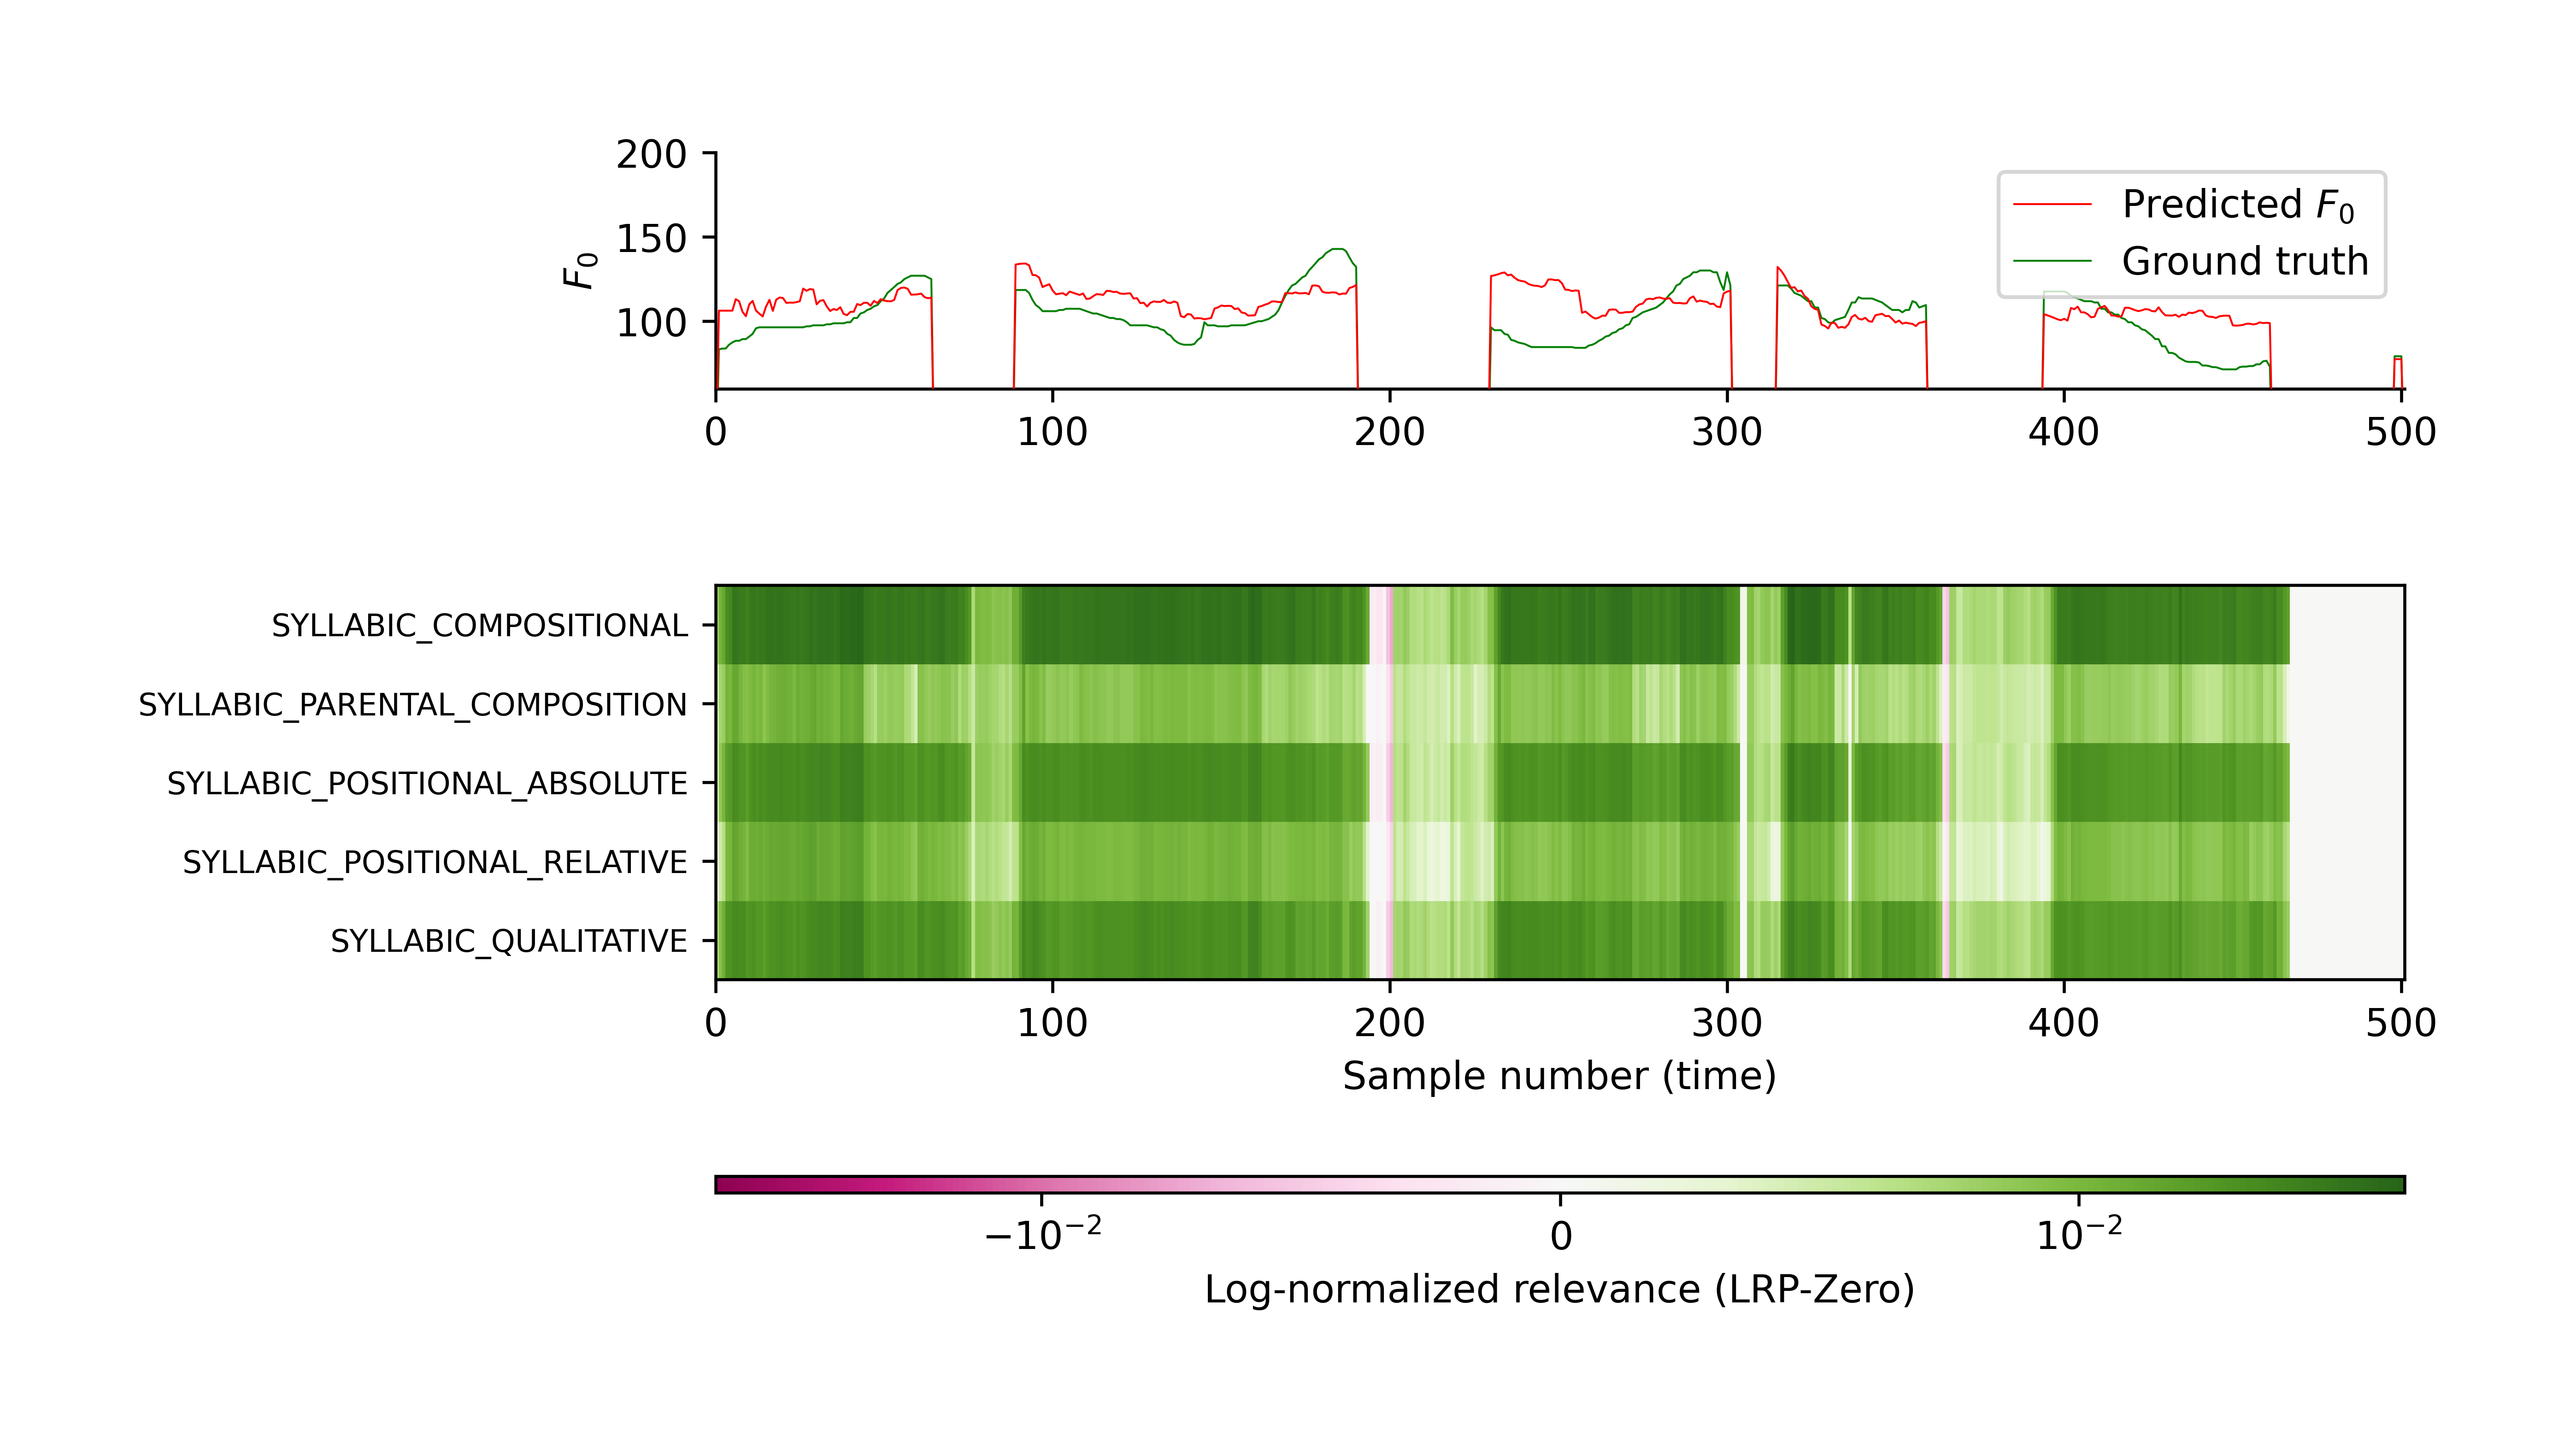 200
150
100
F₀
Predicted F₀
Ground truth
0 100 200 300 400 500
SYLLABIC_COMPOSITIONAL
SYLLABIC_PARENTAL_COMPOSITION
SYLLABIC_POSITIONAL_ABSOLUTE
SYLLABIC_POSITIONAL_RELATIVE
SYLLABIC_QUALITATIVE
0 100 200 300 400 500
Sample number (time)
−10⁻² 0 10⁻²
Log-normalized relevance (LRP-Zero)